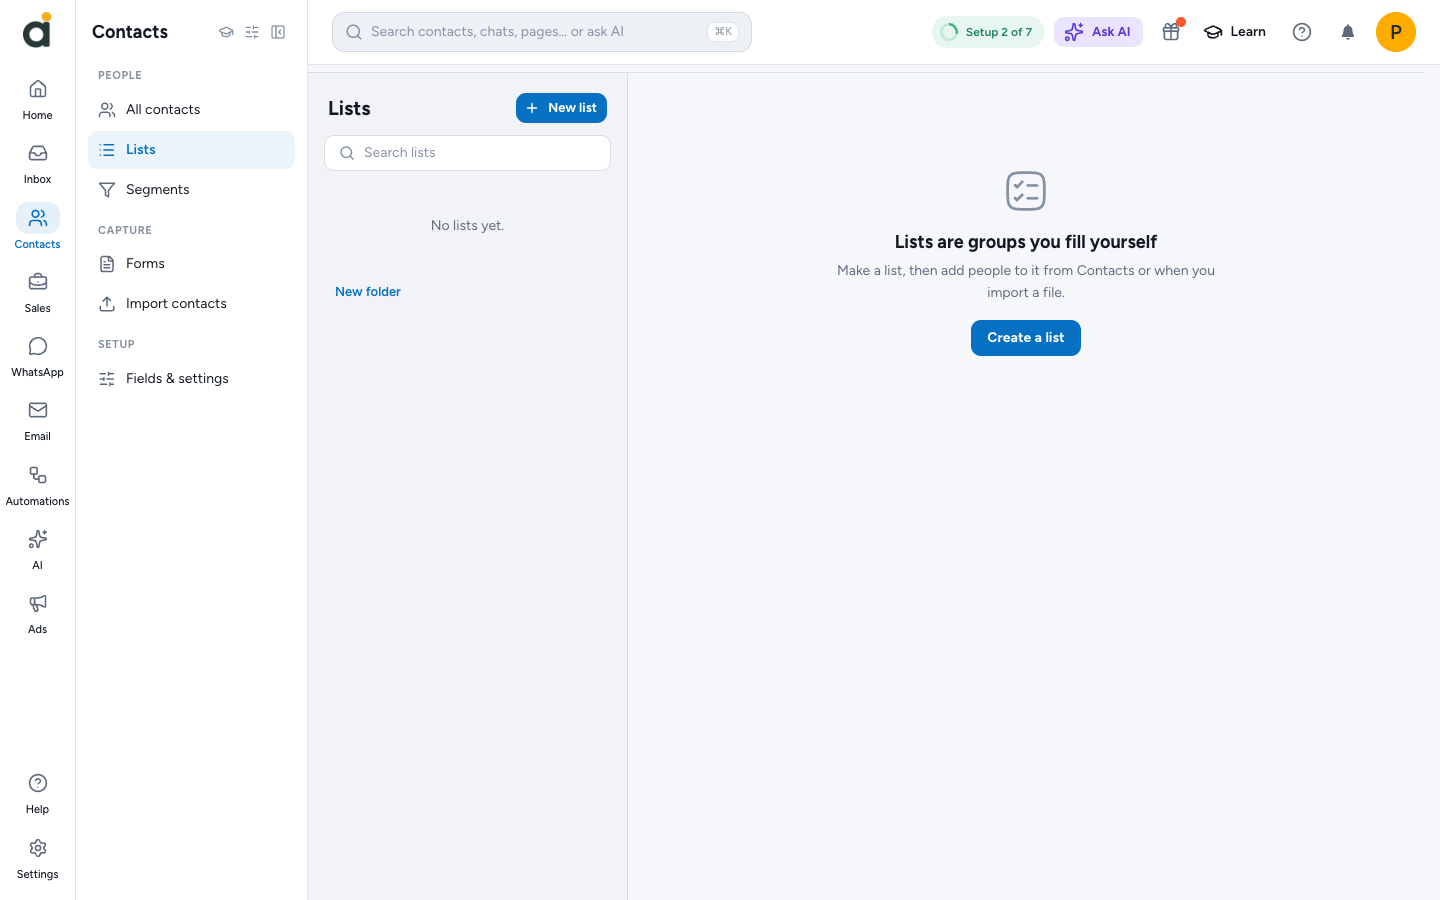 Contacts
PEOPLE
All contacts
Lists
Segments
CAPTURE
Forms
Import contacts
SETUP
Fields & settings
Home
Inbox
Contacts
Sales
WhatsApp
Email
Automations
AI
Ads
Help
Settings
Search contacts, chats, pages... or ask AI
⌘K
Setup 2 of 7
Ask AI
Learn
P
Lists
New list
Search lists
No lists yet.
New folder
Lists are groups you fill yourself
Make a list, then add people to it from Contacts or when you
import a file.
Create a list